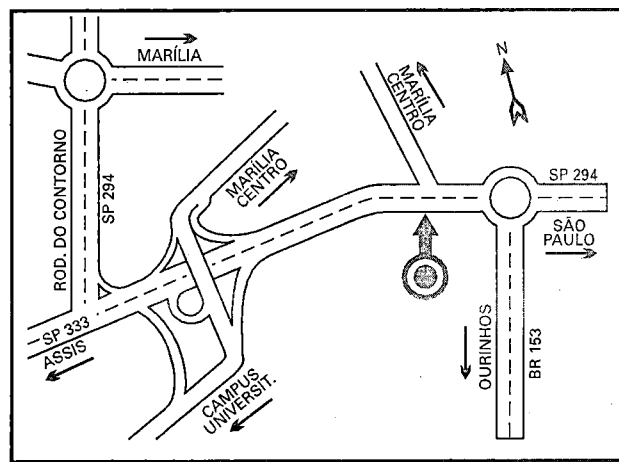 MARÍLIA
ROD. DO CONTORNO
SP 294
MARÍLIA
CENTRO
MARÍLIA
CENTRO
N
SP 294
SÃO
PAULO
SP 333
ASSIS
CAMPUS
UNIVERSIT.
OURINHOS
BR 153